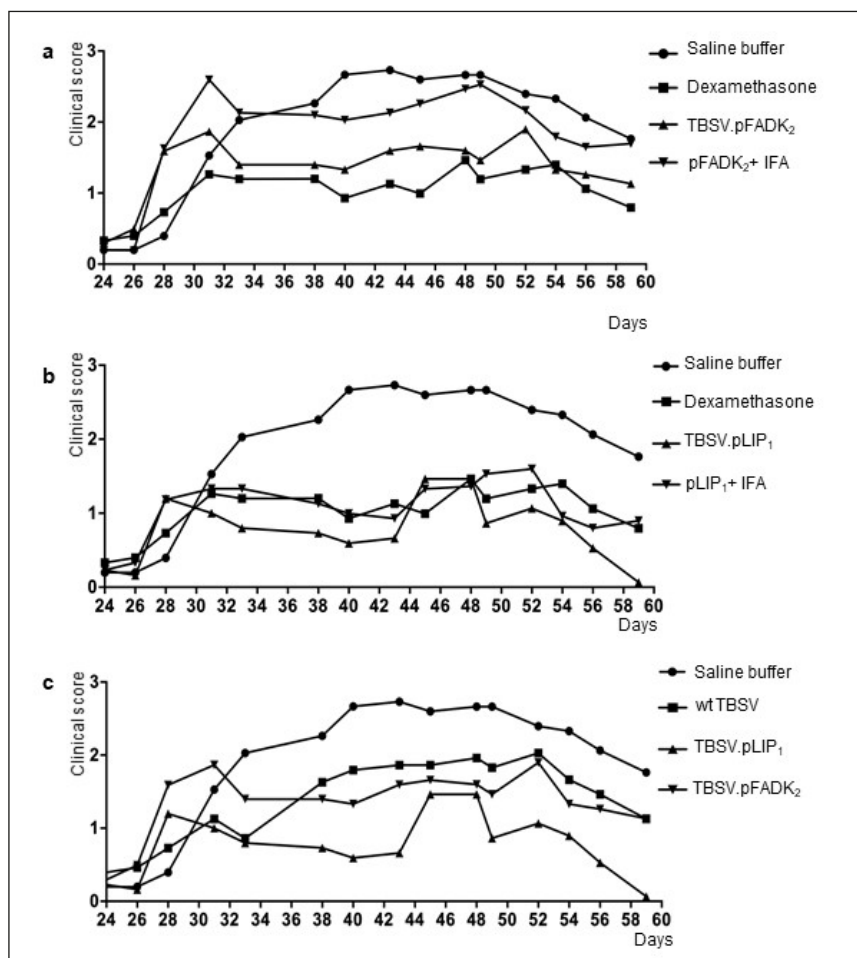 a
Clinical score
3
2
1
0
24 26 28 30 32 34 36 38 40 42 44 46 48 50 52 54 56 58 60
Days
Saline buffer
Dexamethasone
TBSV.pFADK₂
pFADK₂+ IFA
b
Clinical score
3
2
1
0
24 26 28 30 32 34 36 38 40 42 44 46 48 50 52 54 56 58 60
Days
Saline buffer
Dexamethasone
TBSV.pLIP₁
pLIP₁+ IFA
c
Clinical score
3
2
1
0
24 26 28 30 32 34 36 38 40 42 44 46 48 50 52 54 56 58 60
Days
Saline buffer
wt TBSV
TBSV.pLIP₁
TBSV.pFADK₂